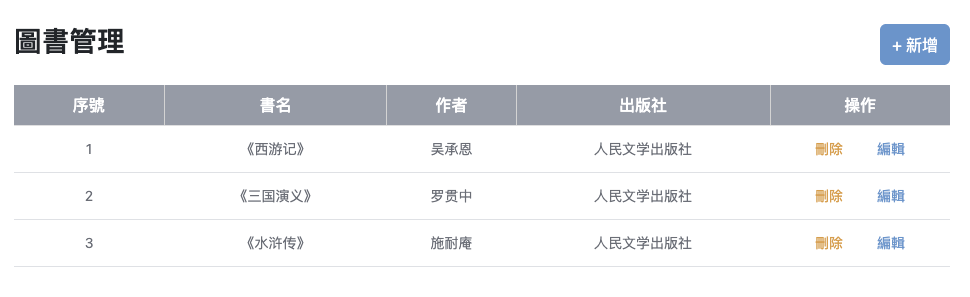 圖書管理
+ 新增
序號 書名 作者 出版社 操作
1 《西游记》 吴承恩 人民文学出版社 刪除 編輯
2 《三国演义》 罗贯中 人民文学出版社 刪除 編輯
3 《水浒传》 施耐庵 人民文学出版社 刪除 編輯